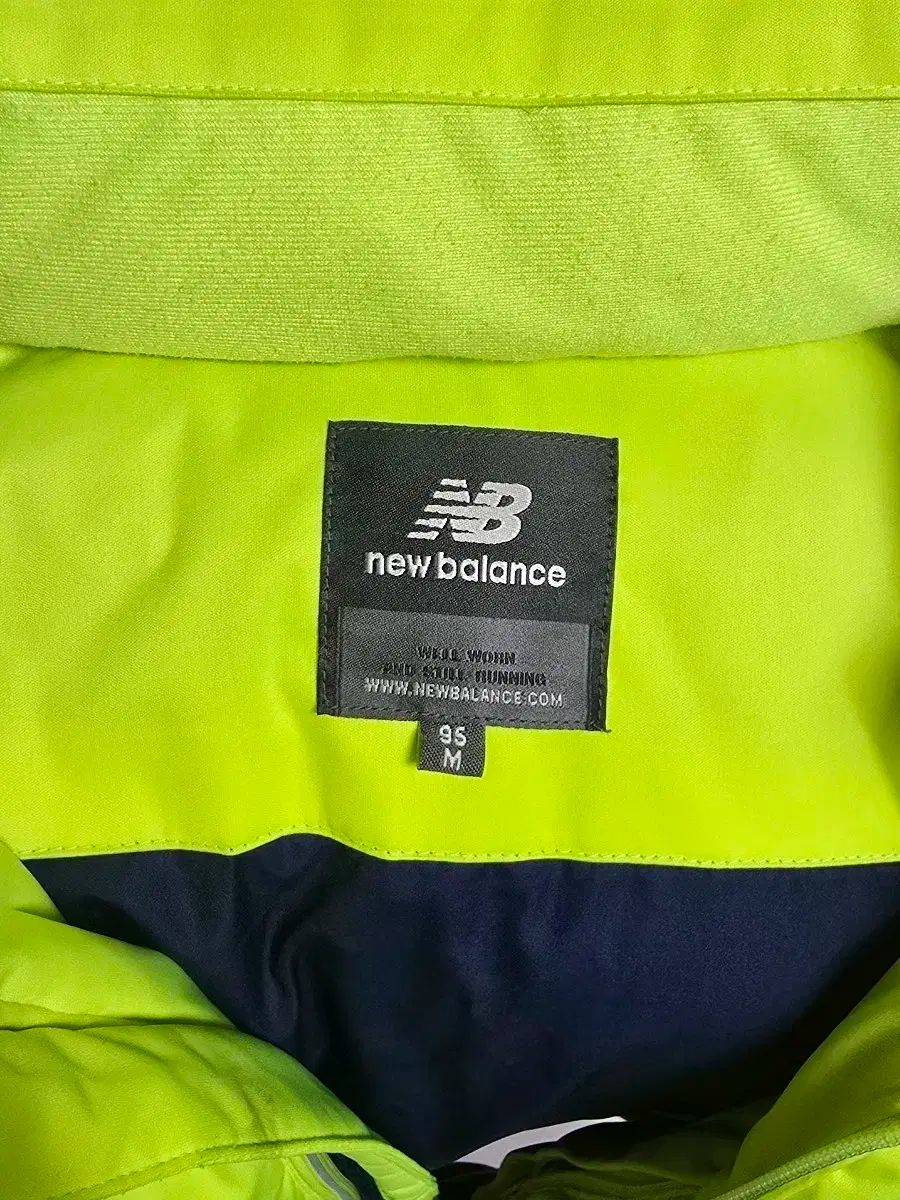 NB
new balance
WELL WORN
AND STILL RUNNING
WWW.NEWBALANCE.COM
95
M